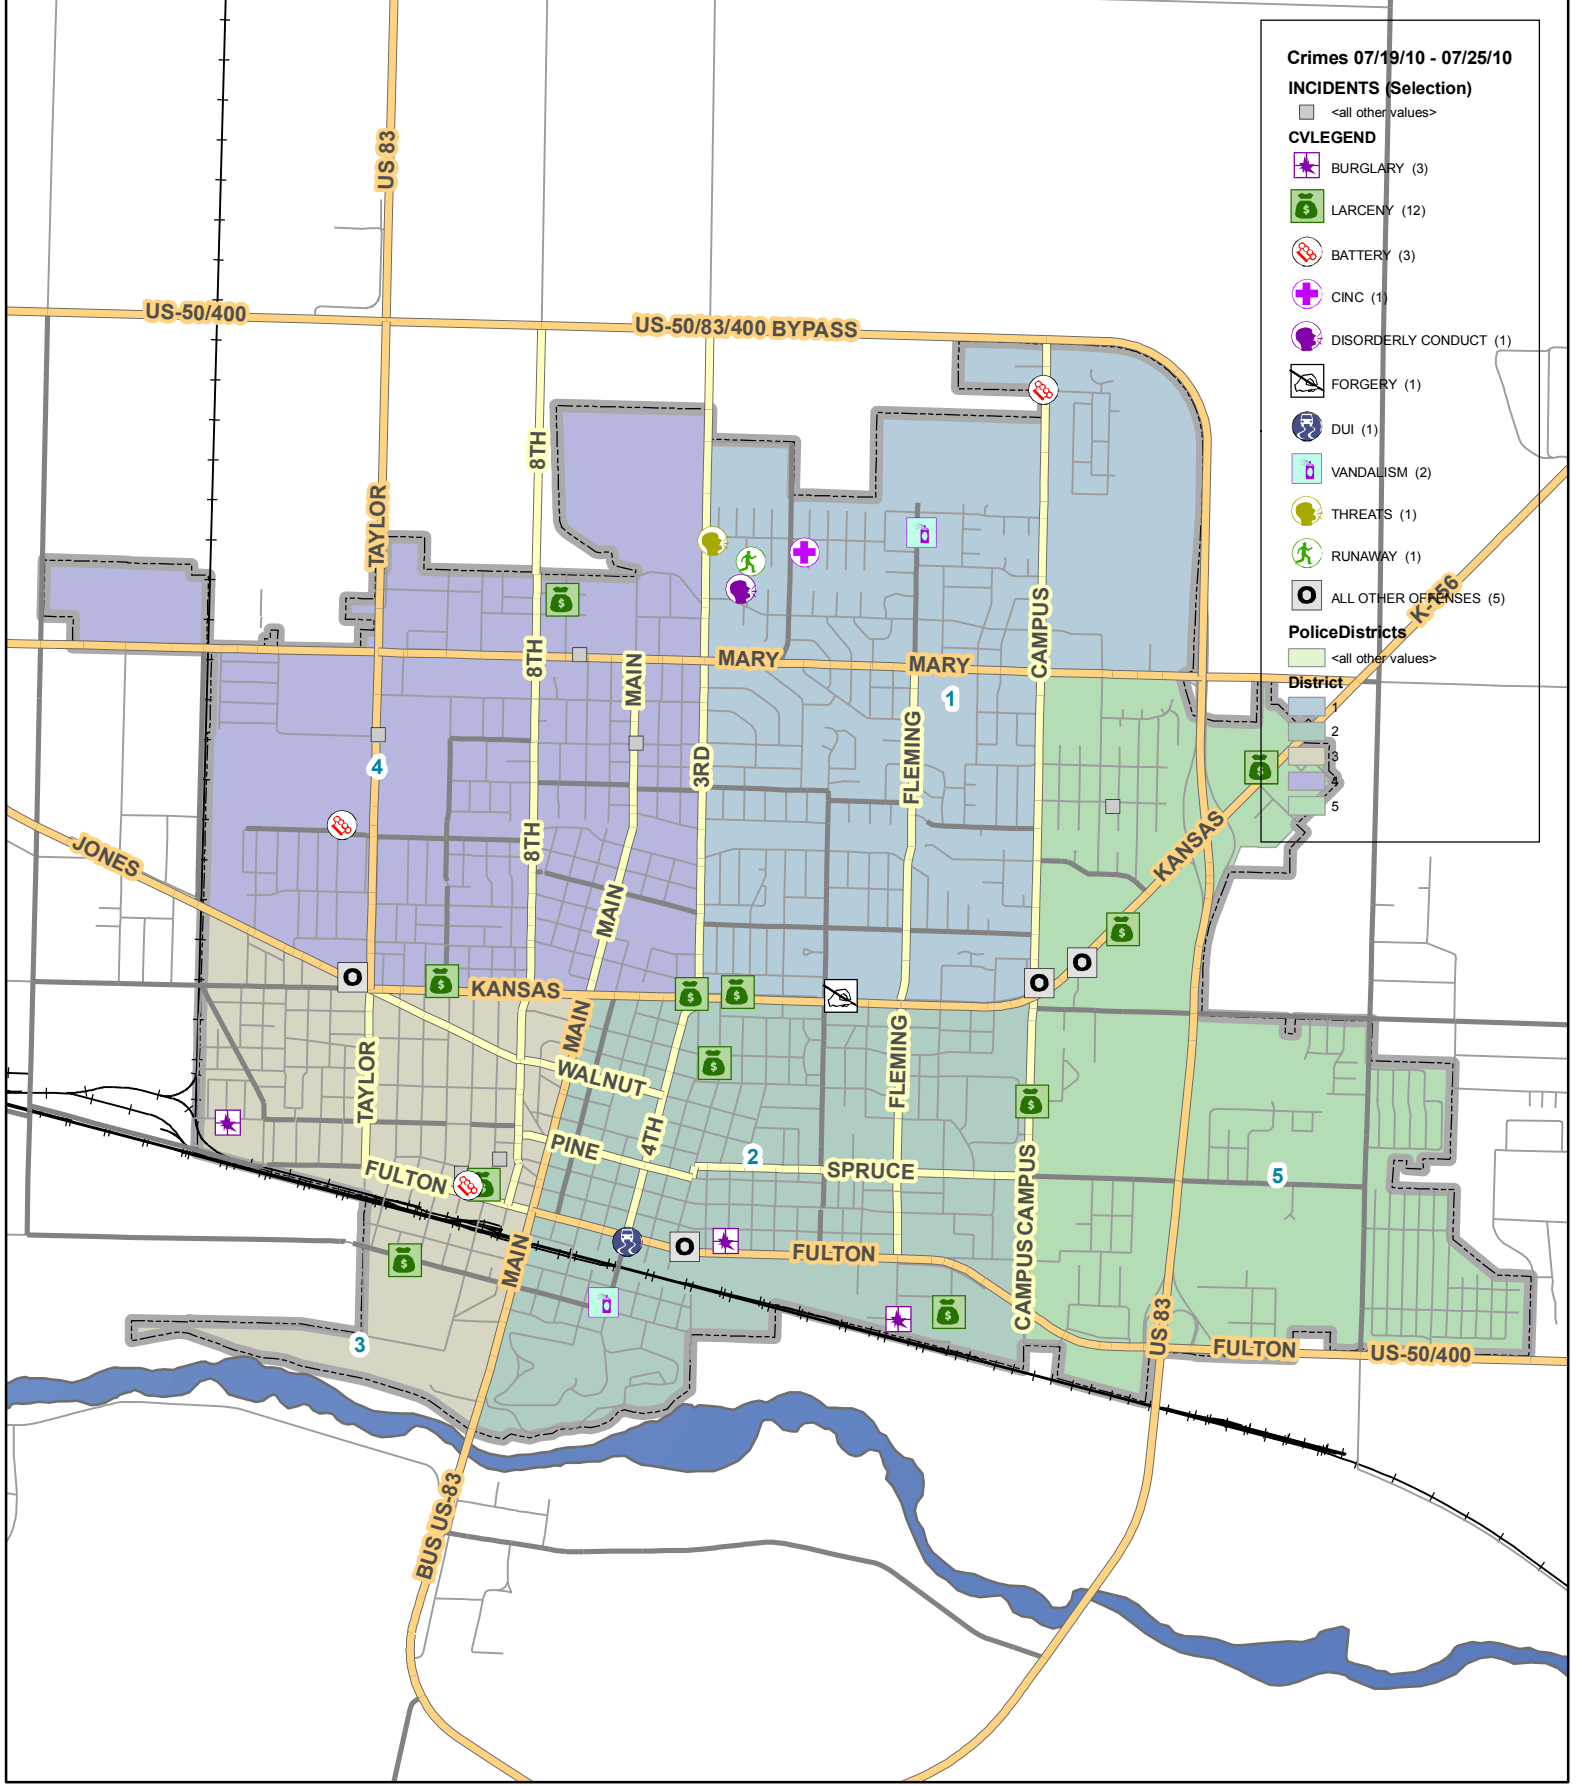 Crimes 07/19/10 - 07/25/10
INCIDENTS (Selection)
<all other values>
CVLEGEND
BURGLARY (3)
LARCENY (12)
BATTERY (3)
CINC (1)
DISORDERLY CONDUCT (1)
FORGERY (1)
DUI (1)
VANDALISM (2)
THREATS (1)
RUNAWAY (1)
ALL OTHER OFFENSES (5)
PoliceDistricts
<all other values>
District
1
2
3
4
5
US 83
US-50/400
US-50/83/400 BYPASS
8TH
TAYLOR
CAMPUS
K-156
8TH
MAIN
MARY
MARY
1
FLEMING
3RD
4
8TH
JONES
KANSAS
MAIN
KANSAS
MAIN
TAYLOR
WALNUT
FLEMING
4TH
PINE
2
SPRUCE
FULTON
5
CAMPUS
CAMPUS
MAIN
FULTON
US 83
3
FULTON
US-50/400
BUS US-83